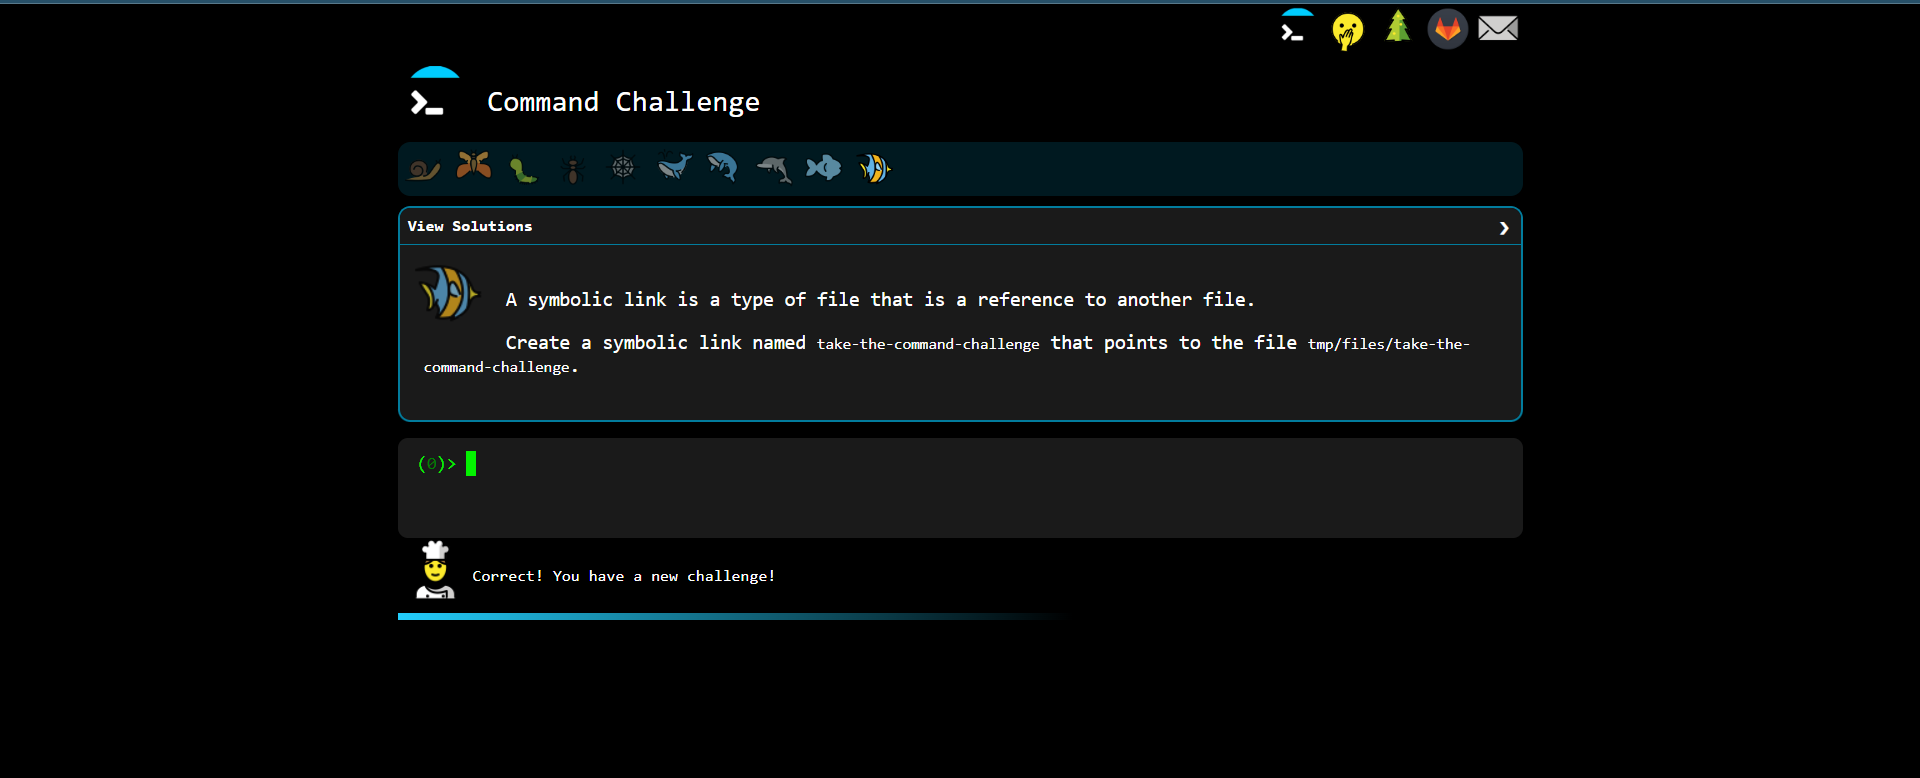 Command Challenge
View Solutions
A symbolic link is a type of file that is a reference to another file.
Create a symbolic link named take-the-command-challenge that points to the file tmp/files/take-the-
command-challenge.
(0)>
Correct! You have a new challenge!